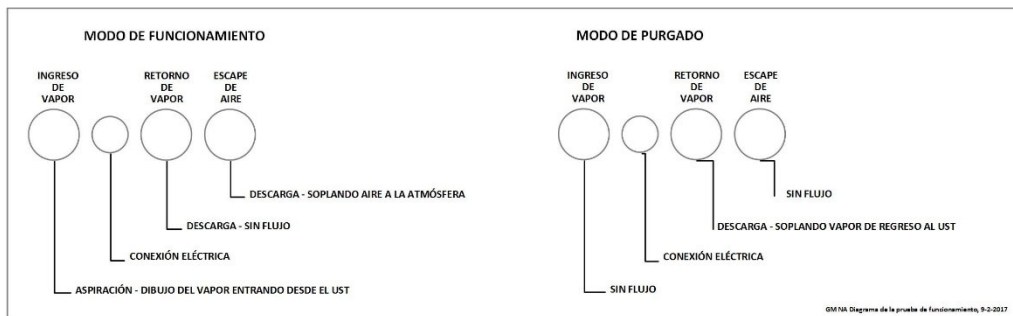 MODO DE FUNCIONAMIENTO
INGRESO
DE
VAPOR
RETORNO
DE
VAPOR
ESCAPE
DE
AIRE
DESCARGA - SOPLANDO AIRE A LA ATMÓSFERA
DESCARGA - SIN FLUJO
CONEXIÓN ELÉCTRICA
ASPIRACIÓN - DIBUJO DEL VAPOR ENTRANDO DESDE EL UST
MODO DE PURGADO
INGRESO
DE
VAPOR
RETORNO
DE
VAPOR
ESCAPE
DE
AIRE
SIN FLUJO
DESCARGA - SOPLANDO VAPOR DE REGRESO AL UST
CONEXIÓN ELÉCTRICA
SIN FLUJO
GM NA Diagrama de la prueba de funcionamiento, 9-2-2017